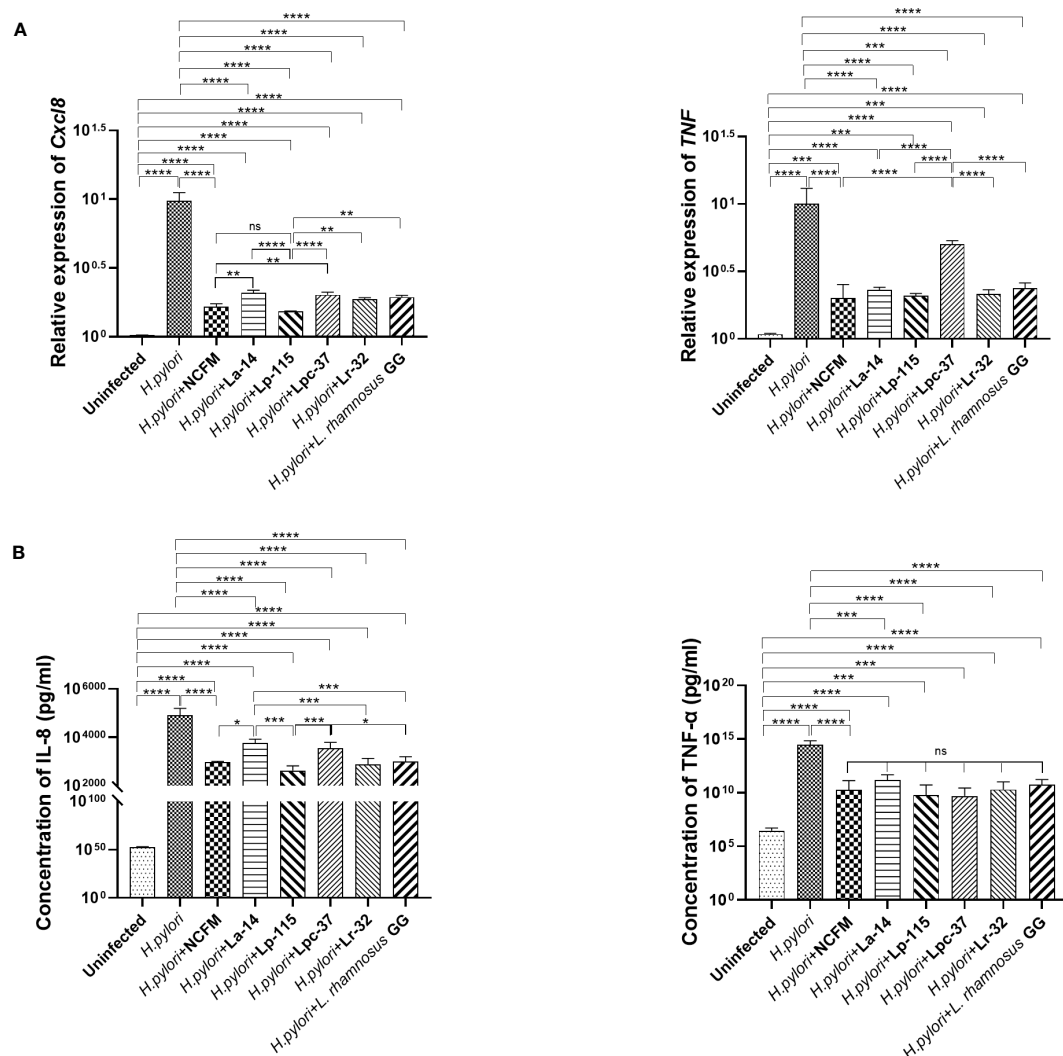 A
Relative expression of Cxcl8
****
****
****
****
****
****
****
****
****
****
****
**** ****
**
ns
**
**** ****
**
**
10^1.5
10^1
10^0.5
10^0
Uninfected
H.pylori
H.pylori+NCFM
H.pylori+La-14
H.pylori+Lp-115
H.pylori+Lpc-37
H.pylori+Lr-32
H.pylori+L. rhamnosus GG
Relative expression of TNF
****
****
***
****
****
****
***
****
***
**** ****
*** **** ****
**** **** **** ****
10^1.5
10^1
10^0.5
10^0
Uninfected
H.pylori
H.pylori+NCFM
H.pylori+La-14
H.pylori+Lp-115
H.pylori+Lpc-37
H.pylori+Lr-32
H.pylori+L. rhamnosus GG
B
Concentration of IL-8 (pg/ml)
****
****
****
****
****
****
****
****
****
****
****
**** ****
***
***
* *** *** *
10^6000
10^4000
10^2000
10^100
10^50
10^0
Uninfected
H.pylori
H.pylori+NCFM
H.pylori+La-14
H.pylori+Lp-115
H.pylori+Lpc-37
H.pylori+Lr-32
H.pylori+L. rhamnosus GG
Concentration of TNF-α (pg/ml)
****
****
****
***
****
****
***
***
****
****
**** ****
ns
10^20
10^15
10^10
10^5
10^0
Uninfected
H.pylori
H.pylori+NCFM
H.pylori+La-14
H.pylori+Lp-115
H.pylori+Lpc-37
H.pylori+Lr-32
H.pylori+L. rhamnosus GG